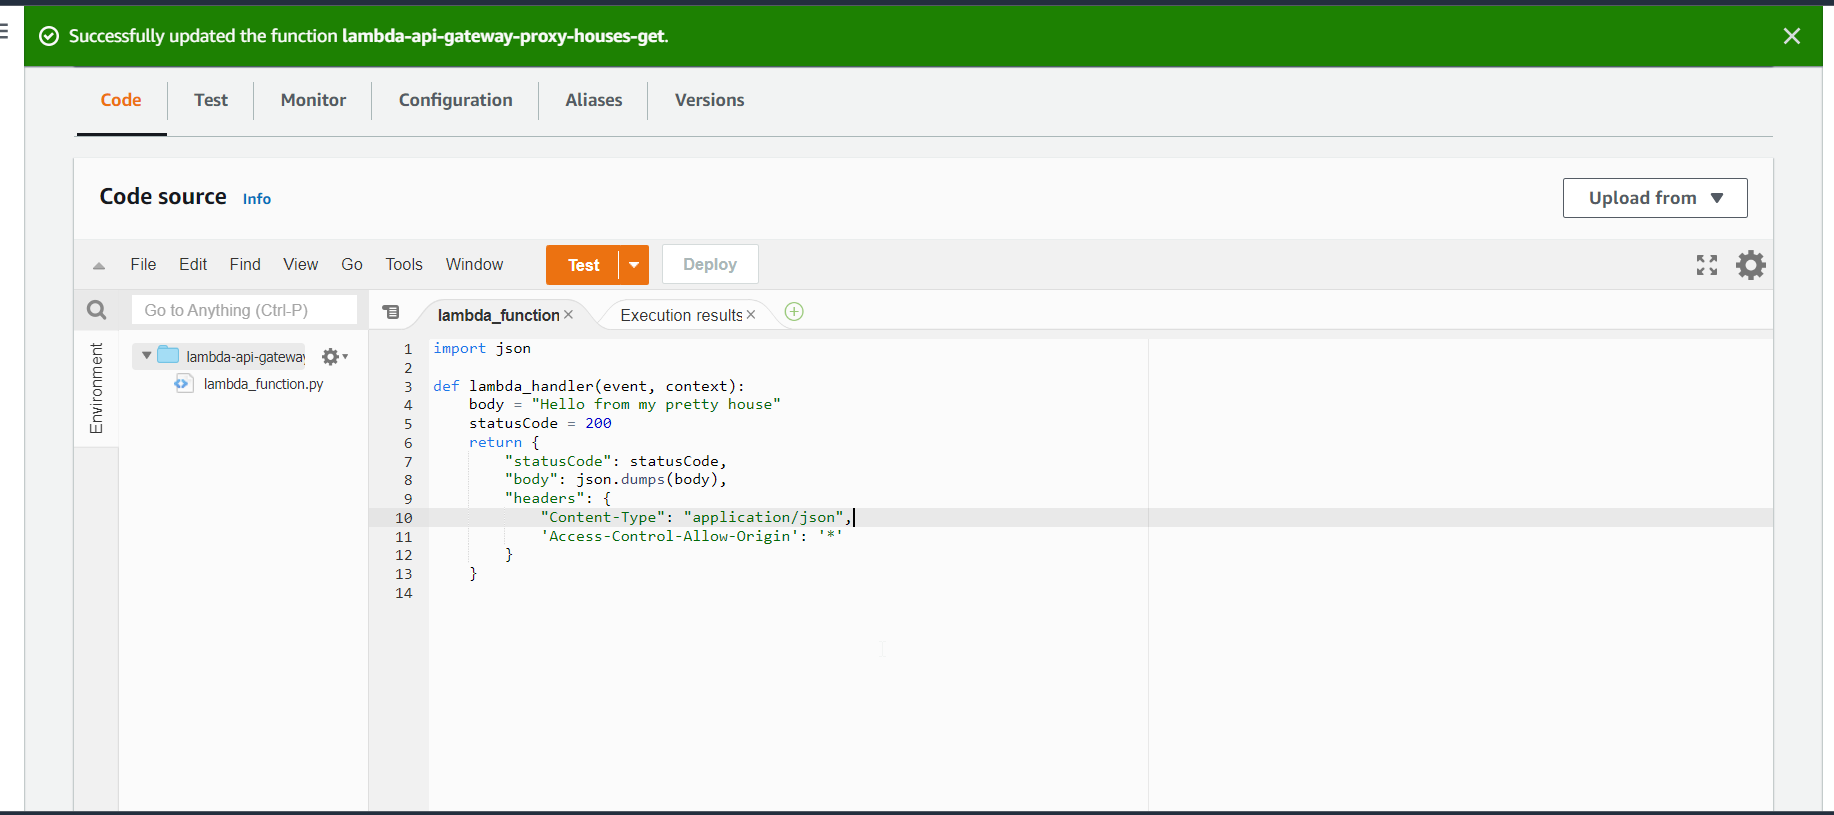 Successfully updated the function lambda-api-gateway-proxy-houses-get.
Code Test Monitor Configuration Aliases Versions
Code source Info
Upload from
File Edit Find View Go Tools Window Test Deploy
Go to Anything (Ctrl-P)
lambda_function Execution results
Environment
lambda-api-gateway
lambda_function.py
1 import json
2
3 def lambda_handler(event, context):
4 body = "Hello from my pretty house"
5 statusCode = 200
6 return {
7 "statusCode": statusCode,
8 "body": json.dumps(body),
9 "headers": {
10 "Content-Type": "application/json",
11 'Access-Control-Allow-Origin': '*'
12 }
13 }
14